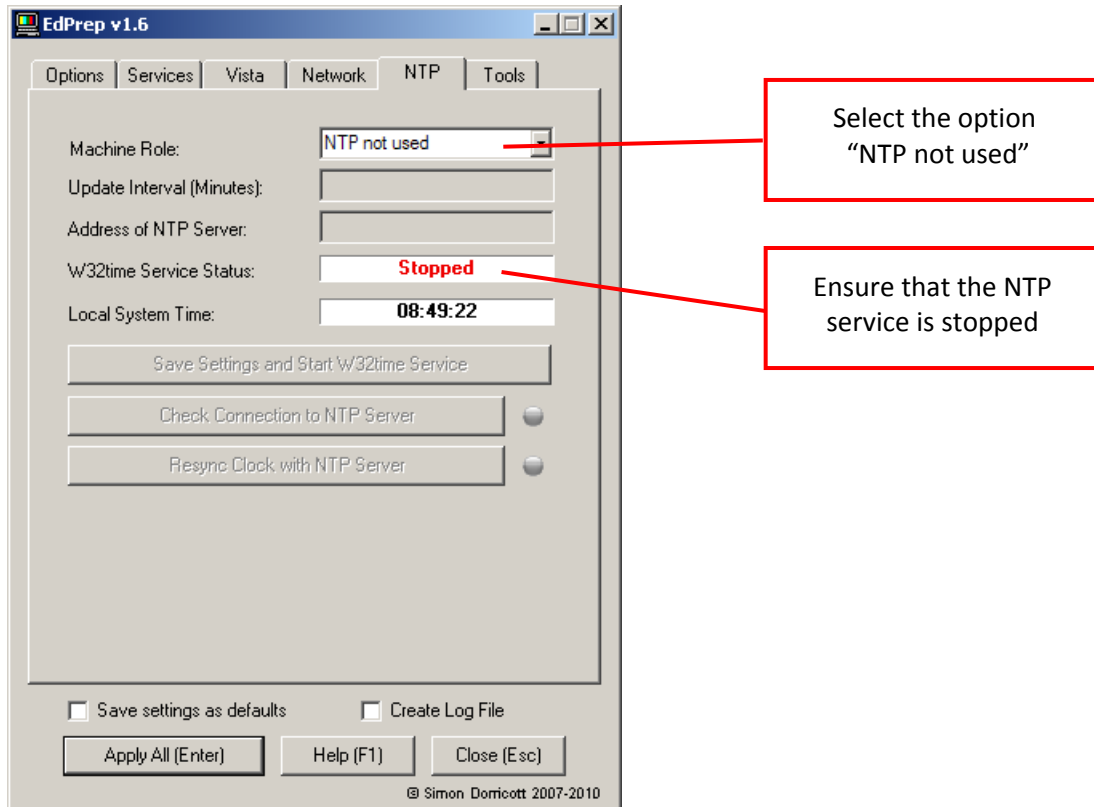 EdPrep v1.6
Options Services Vista Network NTP Tools
Machine Role: NTP not used
Update Interval (Minutes):
Address of NTP Server:
W32time Service Status: Stopped
Local System Time: 08:49:22
Save Settings and Start W32time Service
Check Connection to NTP Server
Resync Clock with NTP Server
Save settings as defaults Create Log File
Apply All (Enter) Help (F1) Close (Esc)
© Simon Dorricott 2007-2010
Select the option
“NTP not used”
Ensure that the NTP
service is stopped